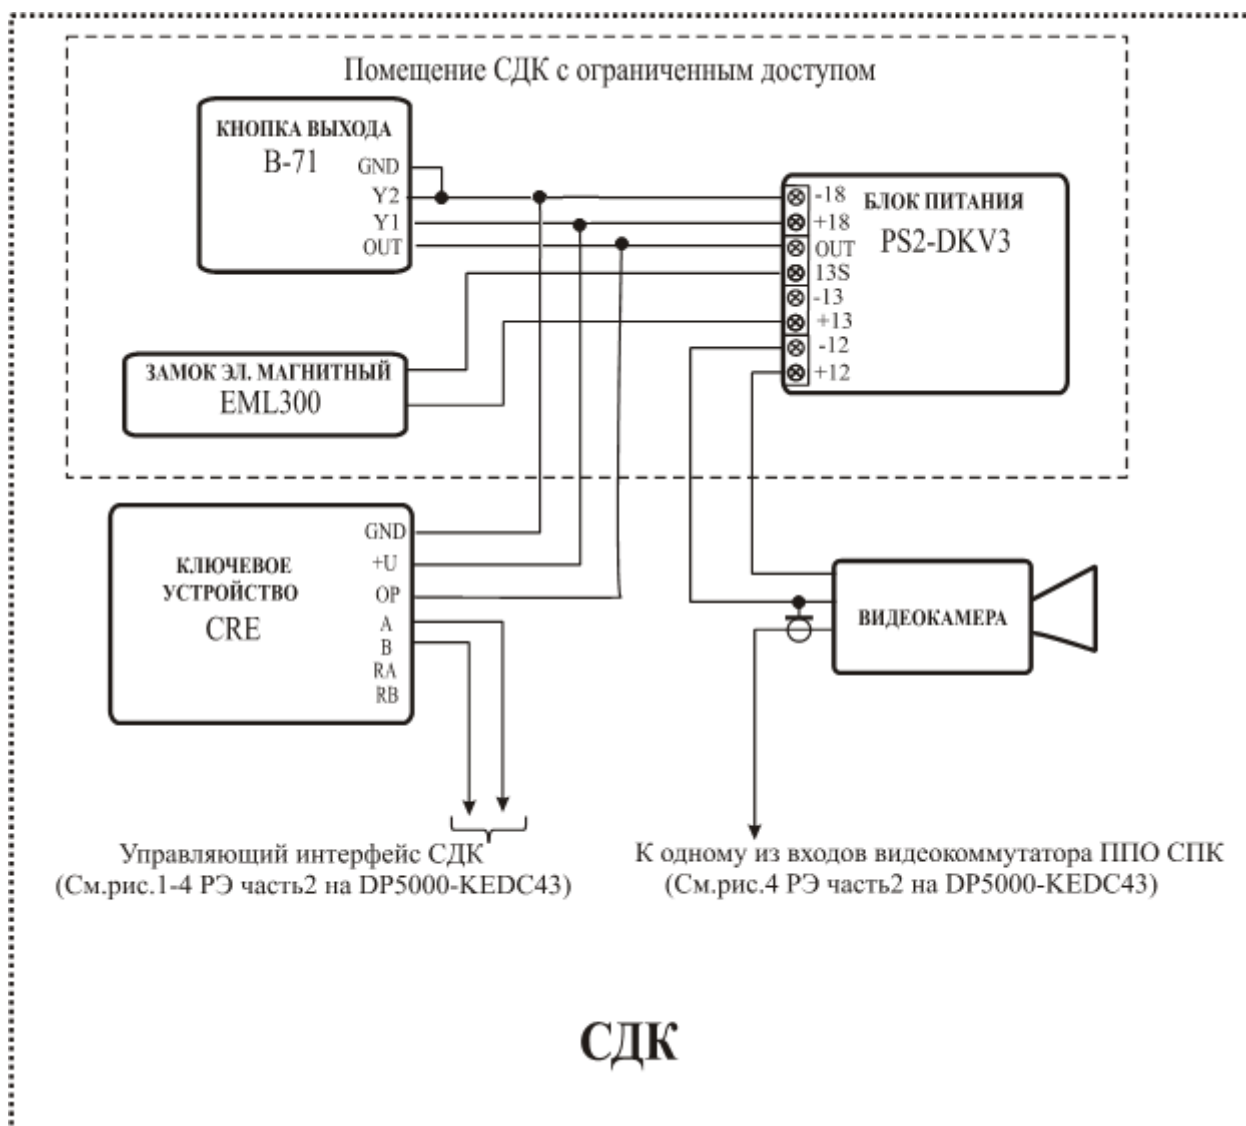 Помещение СДК с ограниченным доступом
КНОПКА ВЫХОДА
B-71
GND
Y2
Y1
OUT
БЛОК ПИТАНИЯ
PS2-DKV3
-18
+18
OUT
13S
-13
+13
-12
+12
ЗАМОК ЭЛ. МАГНИТНЫЙ
EML300
КЛЮЧЕВОЕ
УСТРОЙСТВО
CRE
GND
+U
OP
A
B
RA
RB
ВИДЕОКАМЕРА
Управляющий интерфейс СДК
(См.рис.1-4 РЭ часть2 на DP5000-KEDC43)
К одному из входов видеокоммутатора ППО СПК
(См.рис.4 РЭ часть2 на DP5000-KEDC43)
СДК